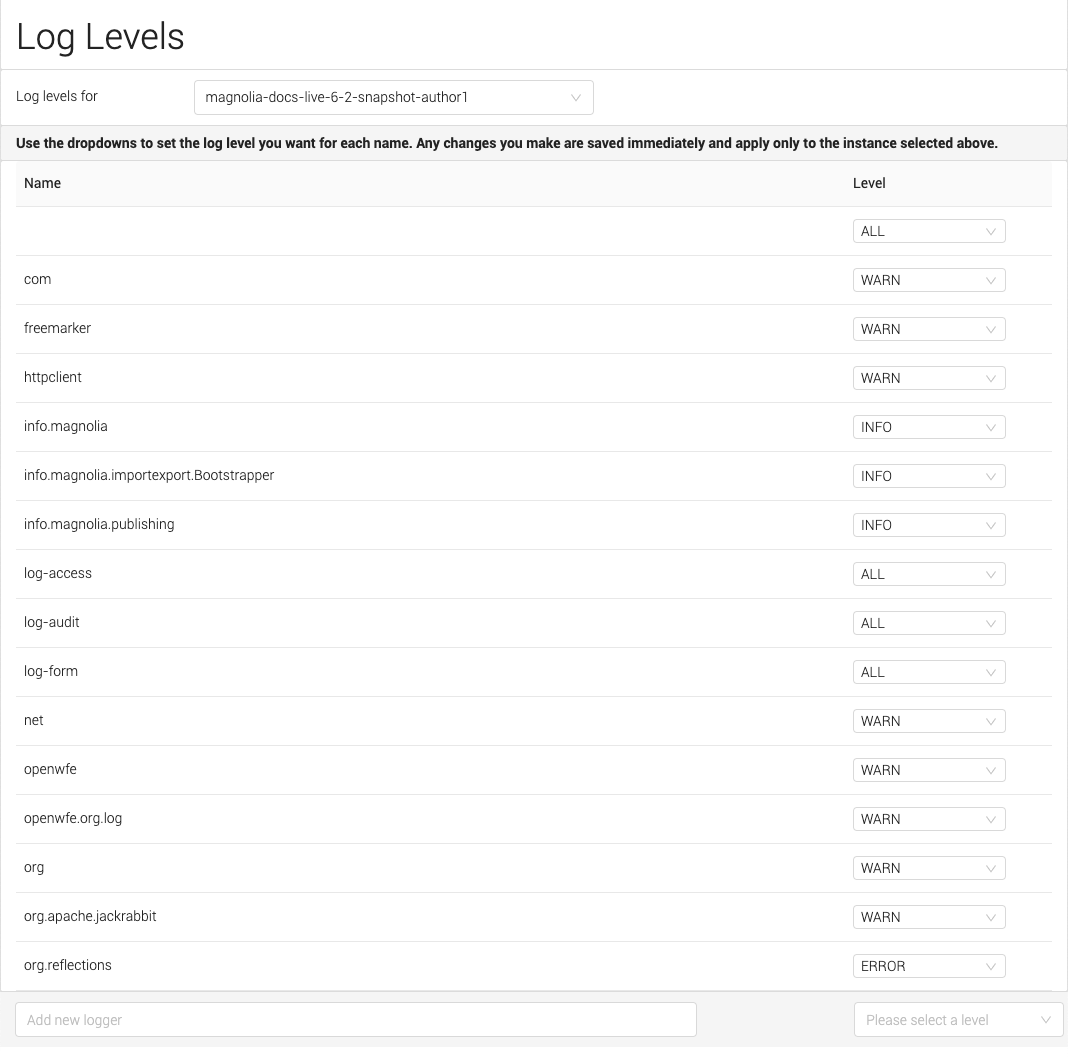 Log Levels
Log levels for magnolia-docs-live-6-2-snapshot-author1
Use the dropdowns to set the log level you want for each name. Any changes you make are saved immediately and apply only to the instance selected above.
Name Level
ALL
com WARN
freemarker WARN
httpclient WARN
info.magnolia INFO
info.magnolia.importexport.Bootstrapper INFO
info.magnolia.publishing INFO
log-access ALL
log-audit ALL
log-form ALL
net WARN
openwfe WARN
openwfe.org.log WARN
org WARN
org.apache.jackrabbit WARN
org.reflections ERROR
Add new logger Please select a level